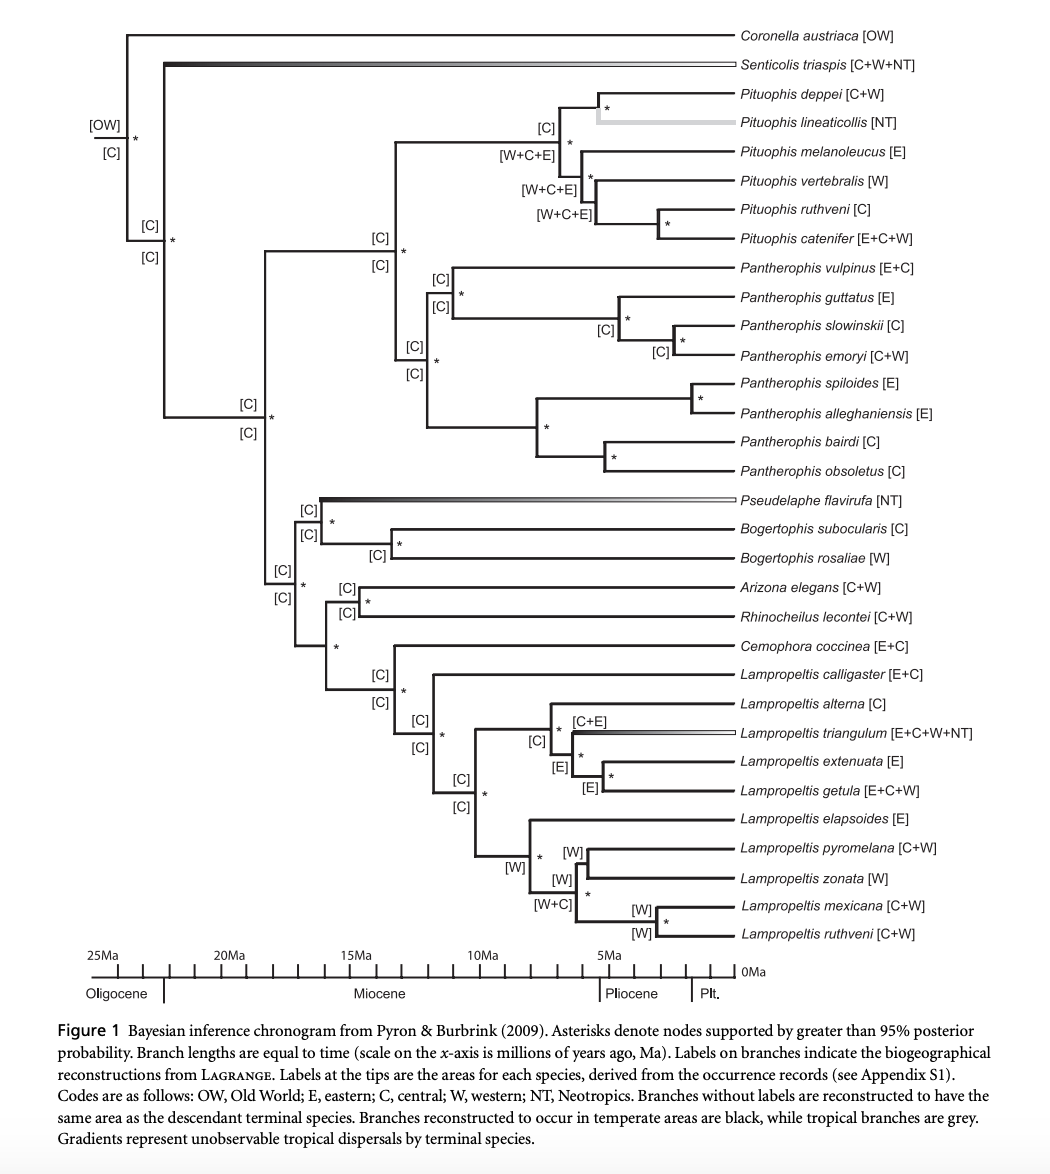 Coronella austriaca [OW]
Senticolis triaspis [C+W+NT]
Pituophis deppei [C+W]
[OW]
*
*
Pituophis lineaticollis [NT]
[C]
*
[C]
[W+C+E]
Pituophis melanoleucus [E]
*
[W+C+E]
Pituophis vertebralis [W]
[W+C+E]
Pituophis ruthveni [C]
*
[C]
*
[C]
Pituophis catenifer [E+C+W]
[C]
*
[C]
Pantherophis vulpinus [E+C]
[C]
*
[C]
Pantherophis guttatus [E]
*
[C]
Pantherophis slowinskii [C]
*
[C]
Pantherophis emoryi [C+W]
[C]
*
[C]
Pantherophis spiloides [E]
*
Pantherophis alleghaniensis [E]
[C]
*
[C]
*
Pantherophis bairdi [C]
*
Pantherophis obsoletus [C]
Pseudelaphe flavirufa [NT]
[C]
*
[C]
Bogertophis subocularis [C]
*
[C]
Bogertophis rosaliae [W]
[C]
*
[C]
Arizona elegans [C+W]
[C]
*
[C]
Rhinocheilus lecontei [C+W]
*
Cemophora coccinea [E+C]
[C]
*
[C]
Lampropeltis calligaster [E+C]
Lampropeltis alterna [C]
[C]
*
[C]
[C+E]
*
[C]
Lampropeltis triangulum [E+C+W+NT]
*
[E]
Lampropeltis extenuata [E]
*
[E]
Lampropeltis getula [E+C+W]
[C]
*
[C]
Lampropeltis elapsoides [E]
Lampropeltis pyromelana [C+W]
[W]
*
[W]
[W]
Lampropeltis zonata [W]
*
[W+C]
Lampropeltis mexicana [C+W]
[W]
*
[W]
Lampropeltis ruthveni [C+W]
25Ma 20Ma 15Ma 10Ma 5Ma 0Ma
Oligocene Miocene Pliocene Plt.
Figure 1 Bayesian inference chronogram from Pyron & Burbrink (2009). Asterisks denote nodes supported by greater than 95% posterior
probability. Branch lengths are equal to time (scale on the x-axis is millions of years ago, Ma). Labels on branches indicate the biogeographical
reconstructions from LAGRANGE. Labels at the tips are the areas for each species, derived from the occurrence records (see Appendix S1).
Codes are as follows: OW, Old World; E, eastern; C, central; W, western; NT, Neotropics. Branches without labels are reconstructed to have the
same area as the descendant terminal species. Branches reconstructed to occur in temperate areas are black, while tropical branches are grey.
Gradients represent unobservable tropical dispersals by terminal species.